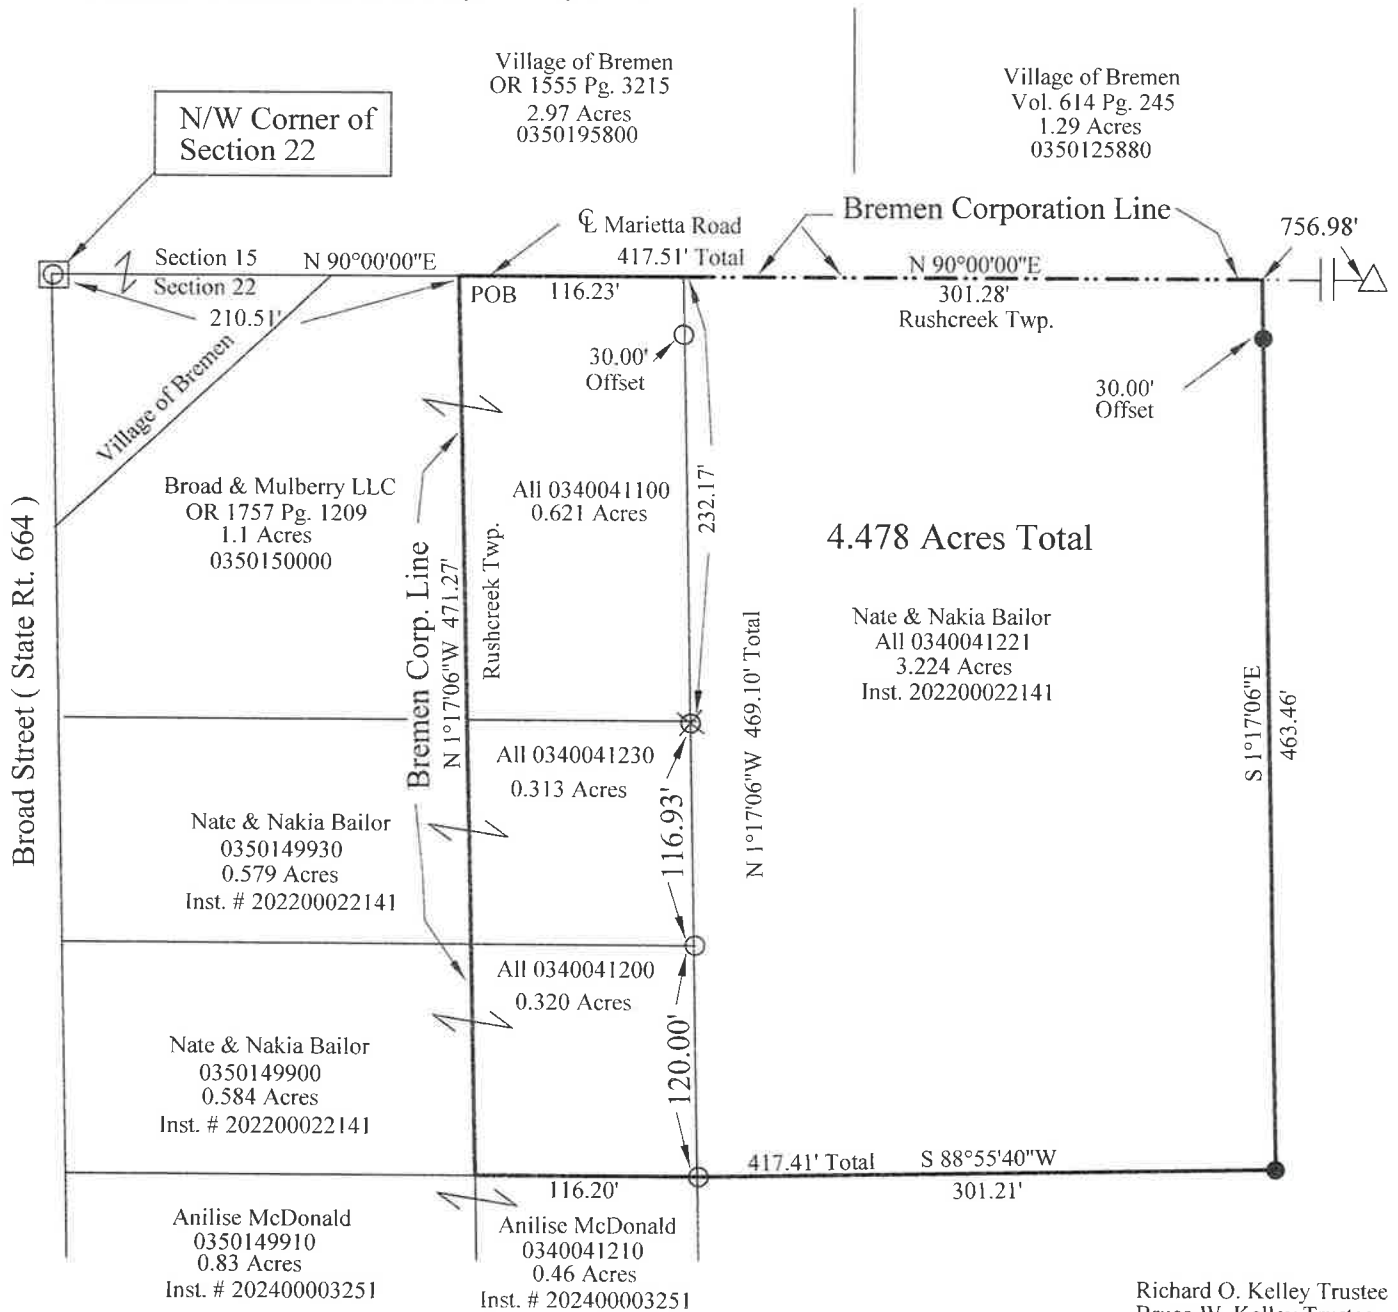 Village of Bremen
OR 1555 Pg. 3215
2.97 Acres
0350195800
Village of Bremen
Vol. 614 Pg. 245
1.29 Acres
0350125880
N/W Corner of
Section 22
℄ Marietta Road
417.51' Total
Bremen Corporation Line
756.98'
Section 15
Section 22
N 90°00'00"E
210.51'
POB
116.23'
N 90°00'00"E
301.28'
Rushcreek Twp.
30.00'
Offset
30.00'
Offset
Village of Bremen
Broad Street ( State Rt. 664 )
Broad & Mulberry LLC
OR 1757 Pg. 1209
1.1 Acres
0350150000
Bremen Corp. Line
N 1°17'06"W 471.27'
Rushcreek Twp.
All 0340041100
0.621 Acres
232.17'
4.478 Acres Total
Nate & Nakia Bailor
All 0340041221
3.224 Acres
Inst. 202200022141
N 1°17'06"W 469.10' Total
S 1°17'06"E
463.46'
All 0340041230
0.313 Acres
116.93'
Nate & Nakia Bailor
0350149930
0.579 Acres
Inst. # 202200022141
All 0340041200
0.320 Acres
120.00'
Nate & Nakia Bailor
0350149900
0.584 Acres
Inst. # 202200022141
417.41' Total
S 88°55'40"W
116.20'
301.21'
Anilise McDonald
0350149910
0.83 Acres
Inst. # 202400003251
Anilise McDonald
0340041210
0.46 Acres
Inst. # 202400003251
Richard O. Kelley Trustee
Bruce W. Kelley Trustee